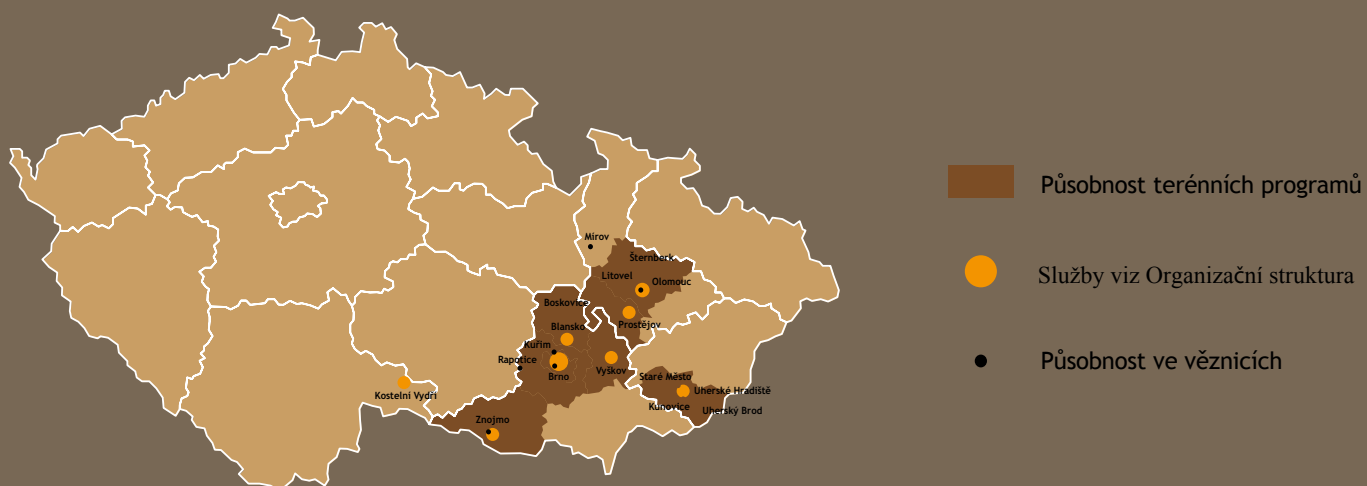 Mírov
Šternberk
Litovel
Olomouc
Boskovice
Prostějov
Blansko
Kuřim
Rapotice
Brno
Vyškov
Staré Město
Uherské Hradiště
Kunovice
Uherský Brod
Kostelní Vydří
Znojmo
Působnost terénních programů
Služby viz Organizační struktura
Působnost ve věznicích